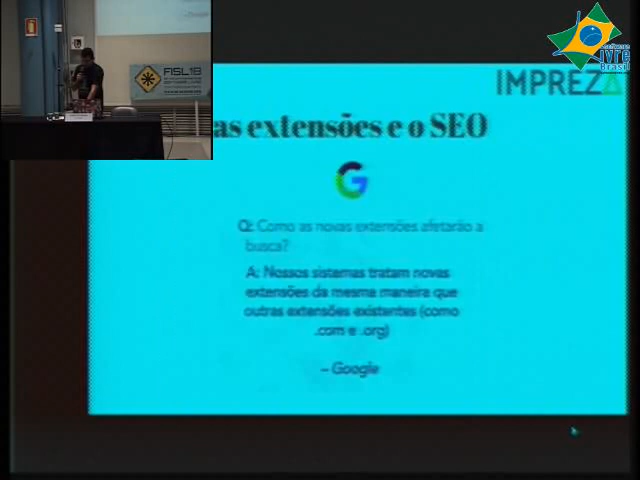 FISL18
IMPREZA
as extensões e o SEO
Q: Como as novas extensões afetarão a
busca?
A: Nossos sistemas tratam novas
extensões da mesma maneira que
outras extensões existentes (como
.com e .org)
– Google
– Google